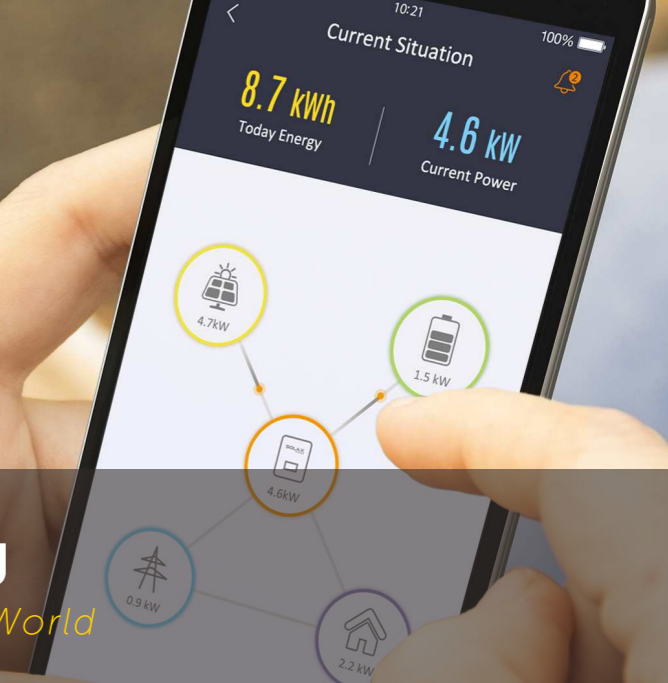 10:21
100%
Current Situation
2
8.7 kWh
4.6 kW
Today Energy
Current Power
4.7kW
1.5 kW
SOLAX
4.6kW
0.9 kW
2.2 kW
World